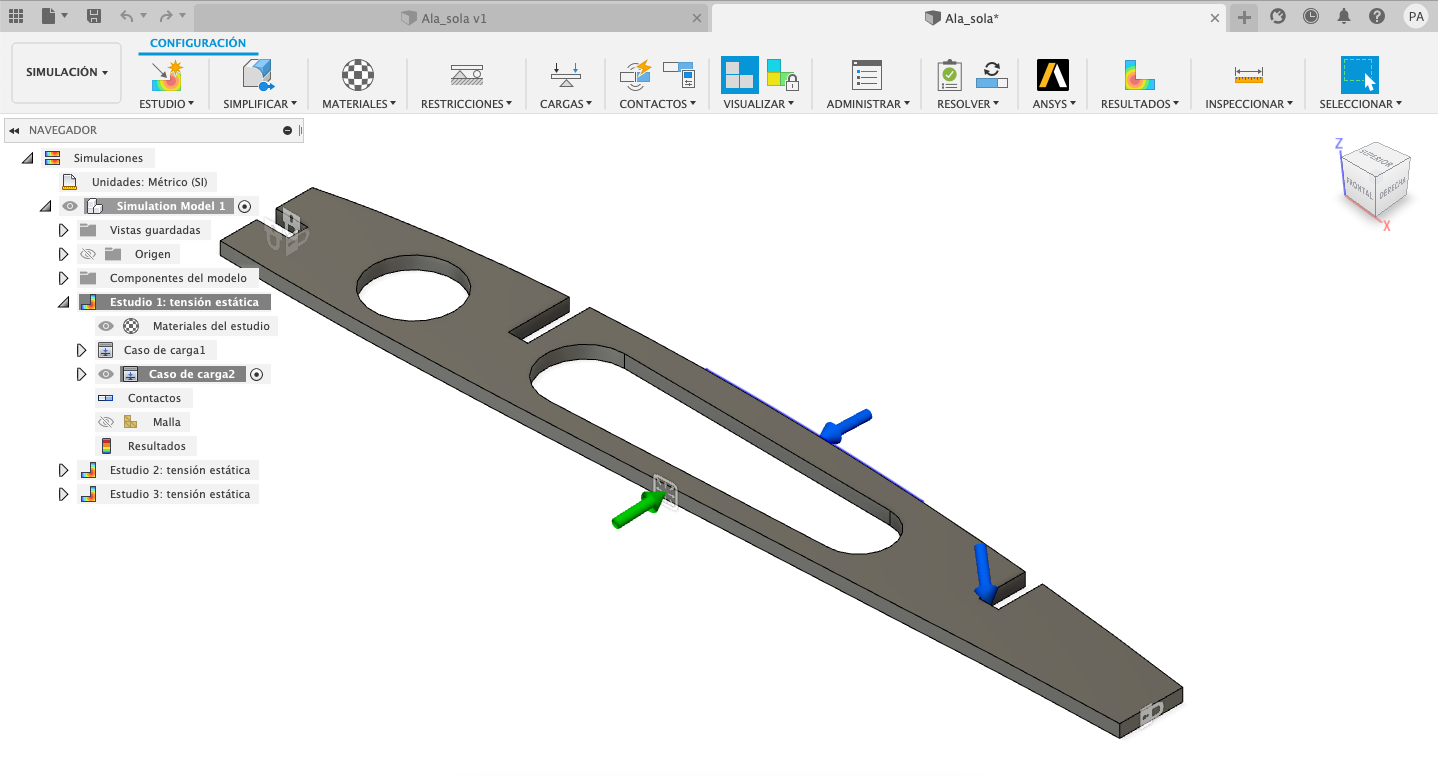 Ala_sola v1
Ala_sola*
PA
CONFIGURACIÓN
SIMULACIÓN
ESTUDIO
SIMPLIFICAR
MATERIALES
RESTRICCIONES
CARGAS
CONTACTOS
VISUALIZAR
ADMINISTRAR
RESOLVER
ANSYS
RESULTADOS
INSPECCIONAR
SELECCIONAR
NAVEGADOR
Simulaciones
Unidades: Métrico (SI)
Simulation Model 1
Vistas guardadas
Origen
Componentes del modelo
Estudio 1: tensión estática
Materiales del estudio
Caso de carga1
Caso de carga2
Contactos
Malla
Resultados
Estudio 2: tensión estática
Estudio 3: tensión estática
Z
SUPERIOR
FRONTAL
DERECHA
X